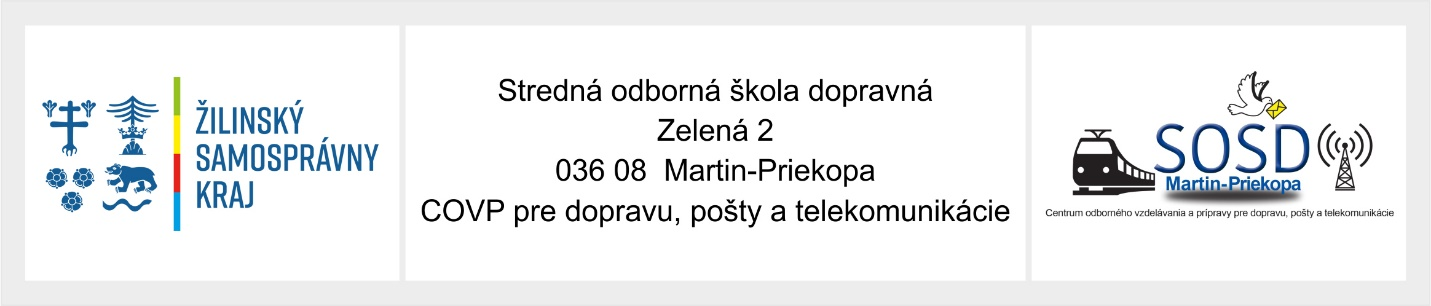 ŽILINSKÝ
SAMOSPRÁVNY
KRAJ
Stredná odborná škola dopravná
Zelená 2
036 08  Martin-Priekopa
COVP pre dopravu, pošty a telekomunikácie
SOSD
Martin-Priekopa
Centrum odborného vzdelávania a prípravy pre dopravu, pošty a telekomunikácie